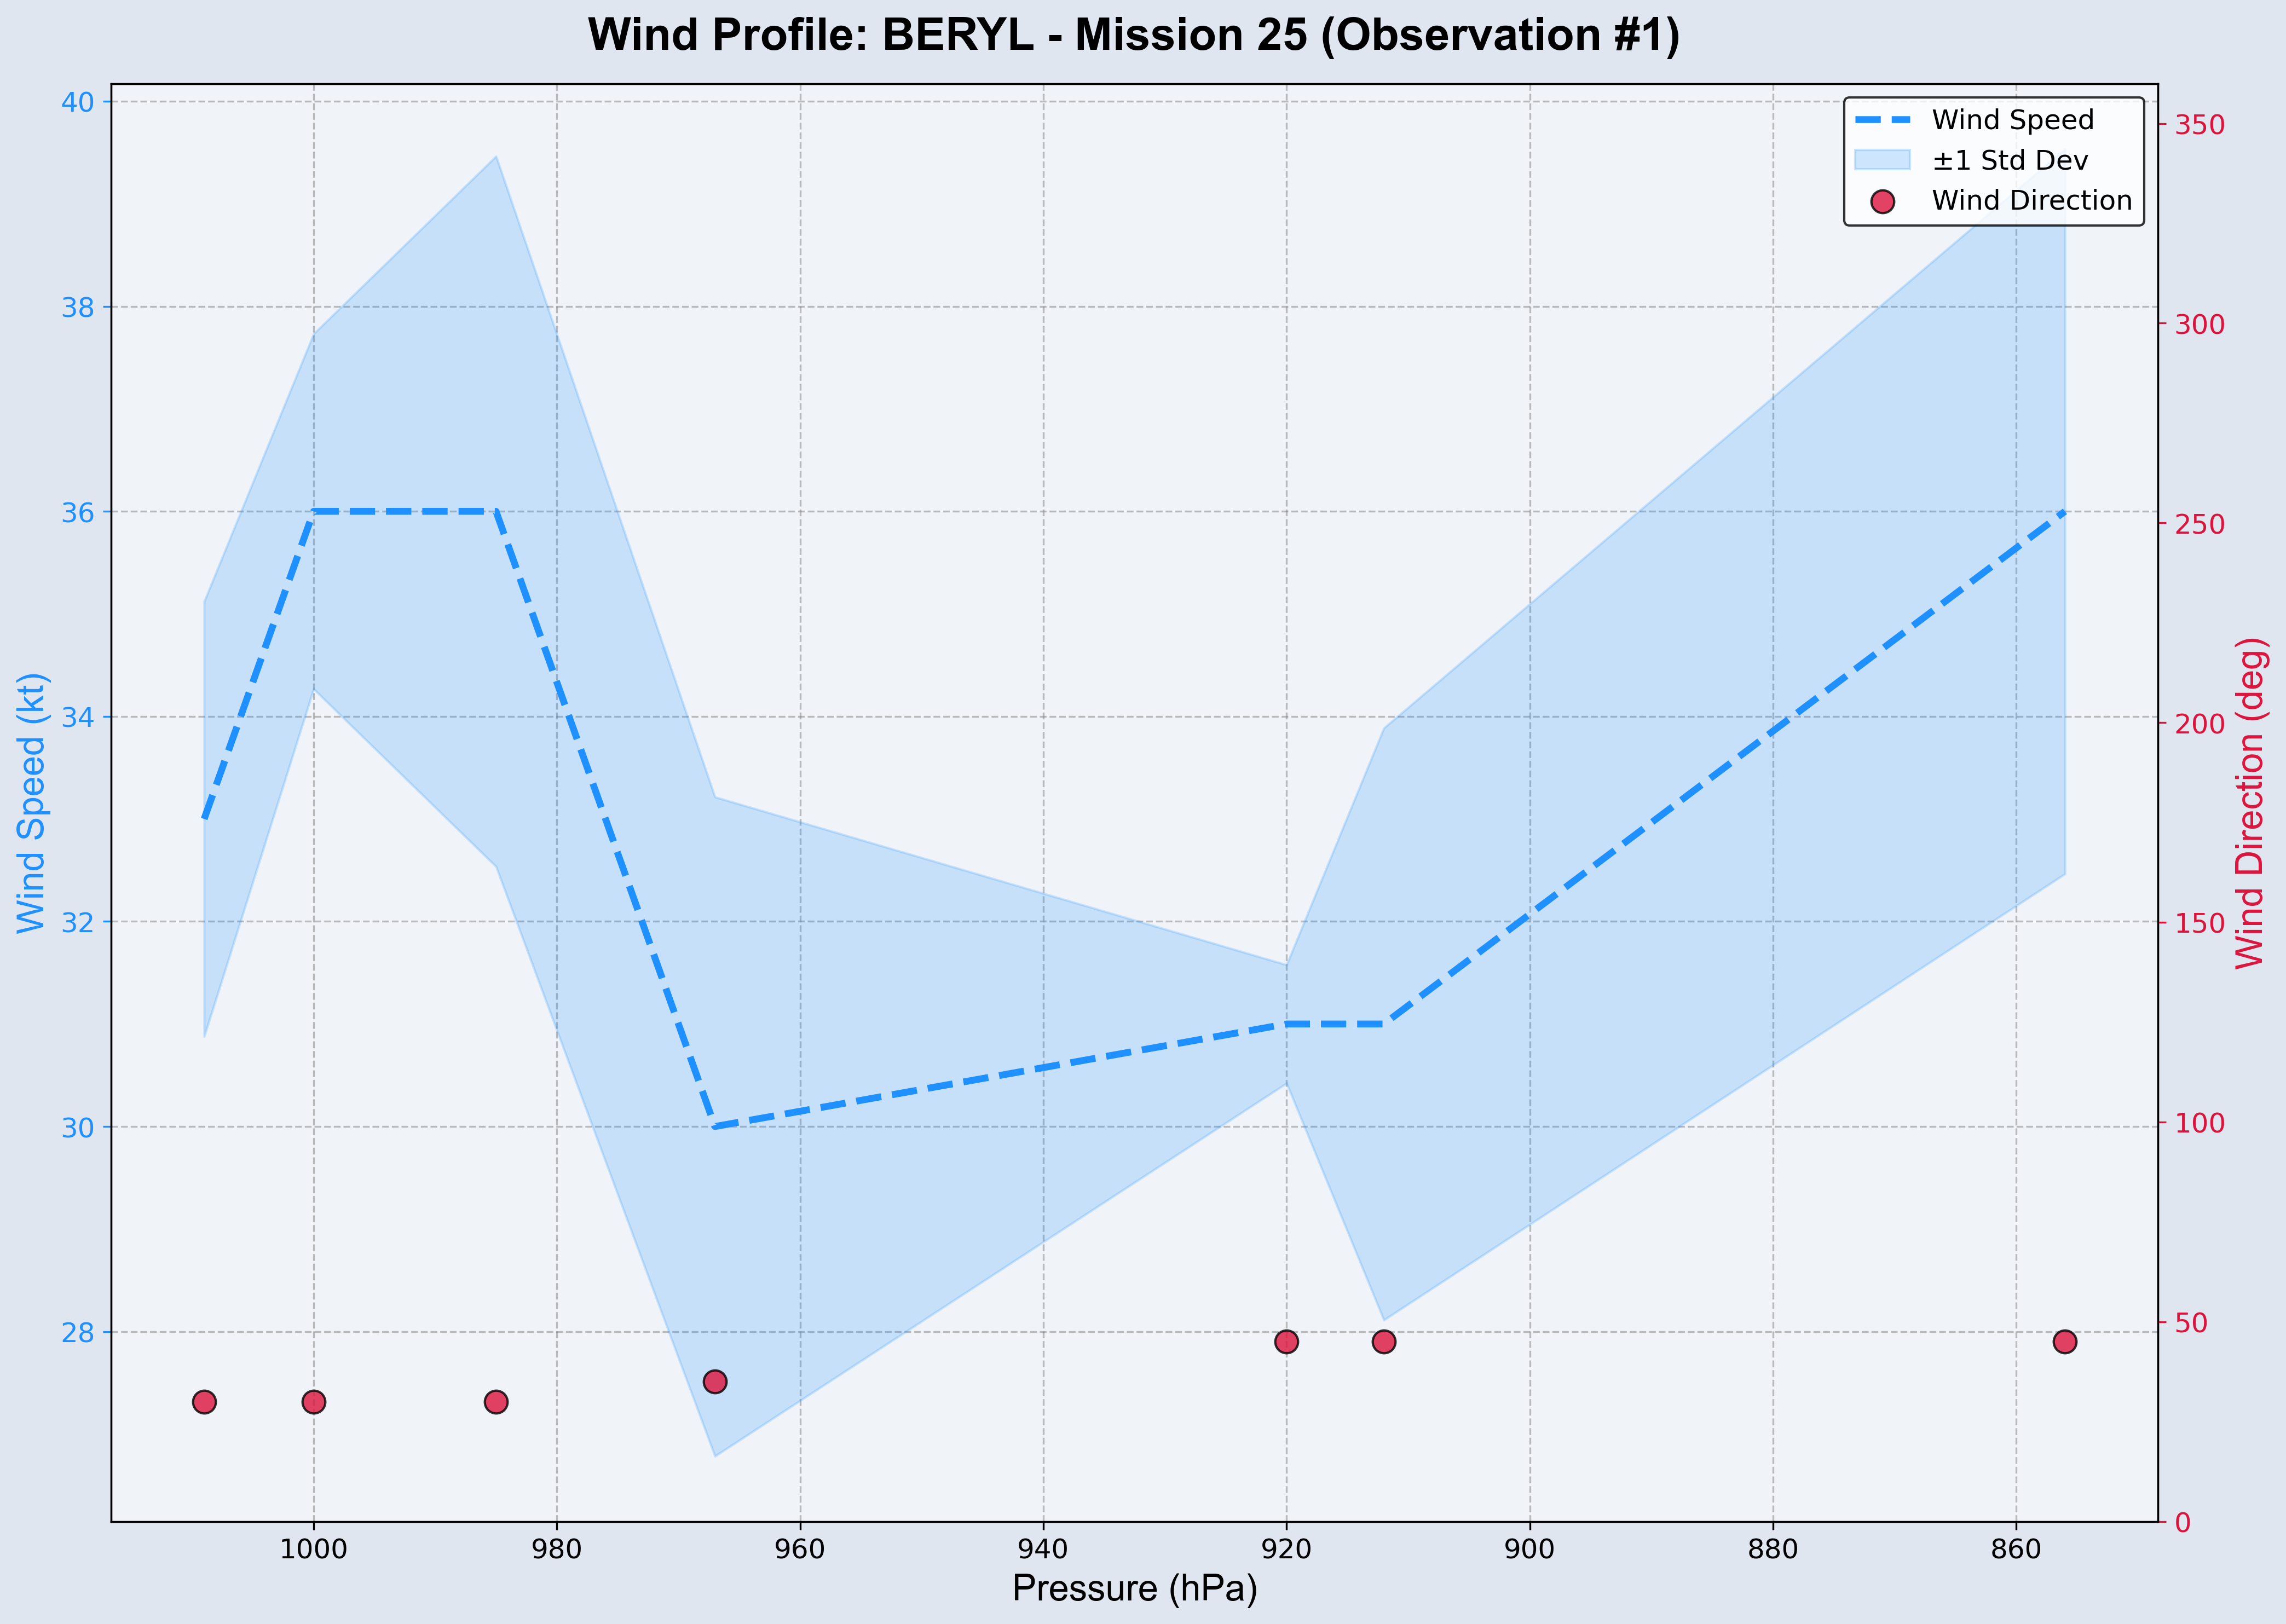 Wind Profile: BERYL - Mission 25 (Observation #1)
Wind Speed
±1 Std Dev
Wind Direction
Wind Speed (kt)
40
38
36
34
32
30
28
Wind Direction (deg)
350
300
250
200
150
100
50
0
1000 980 960 940 920 900 880 860
Pressure (hPa)